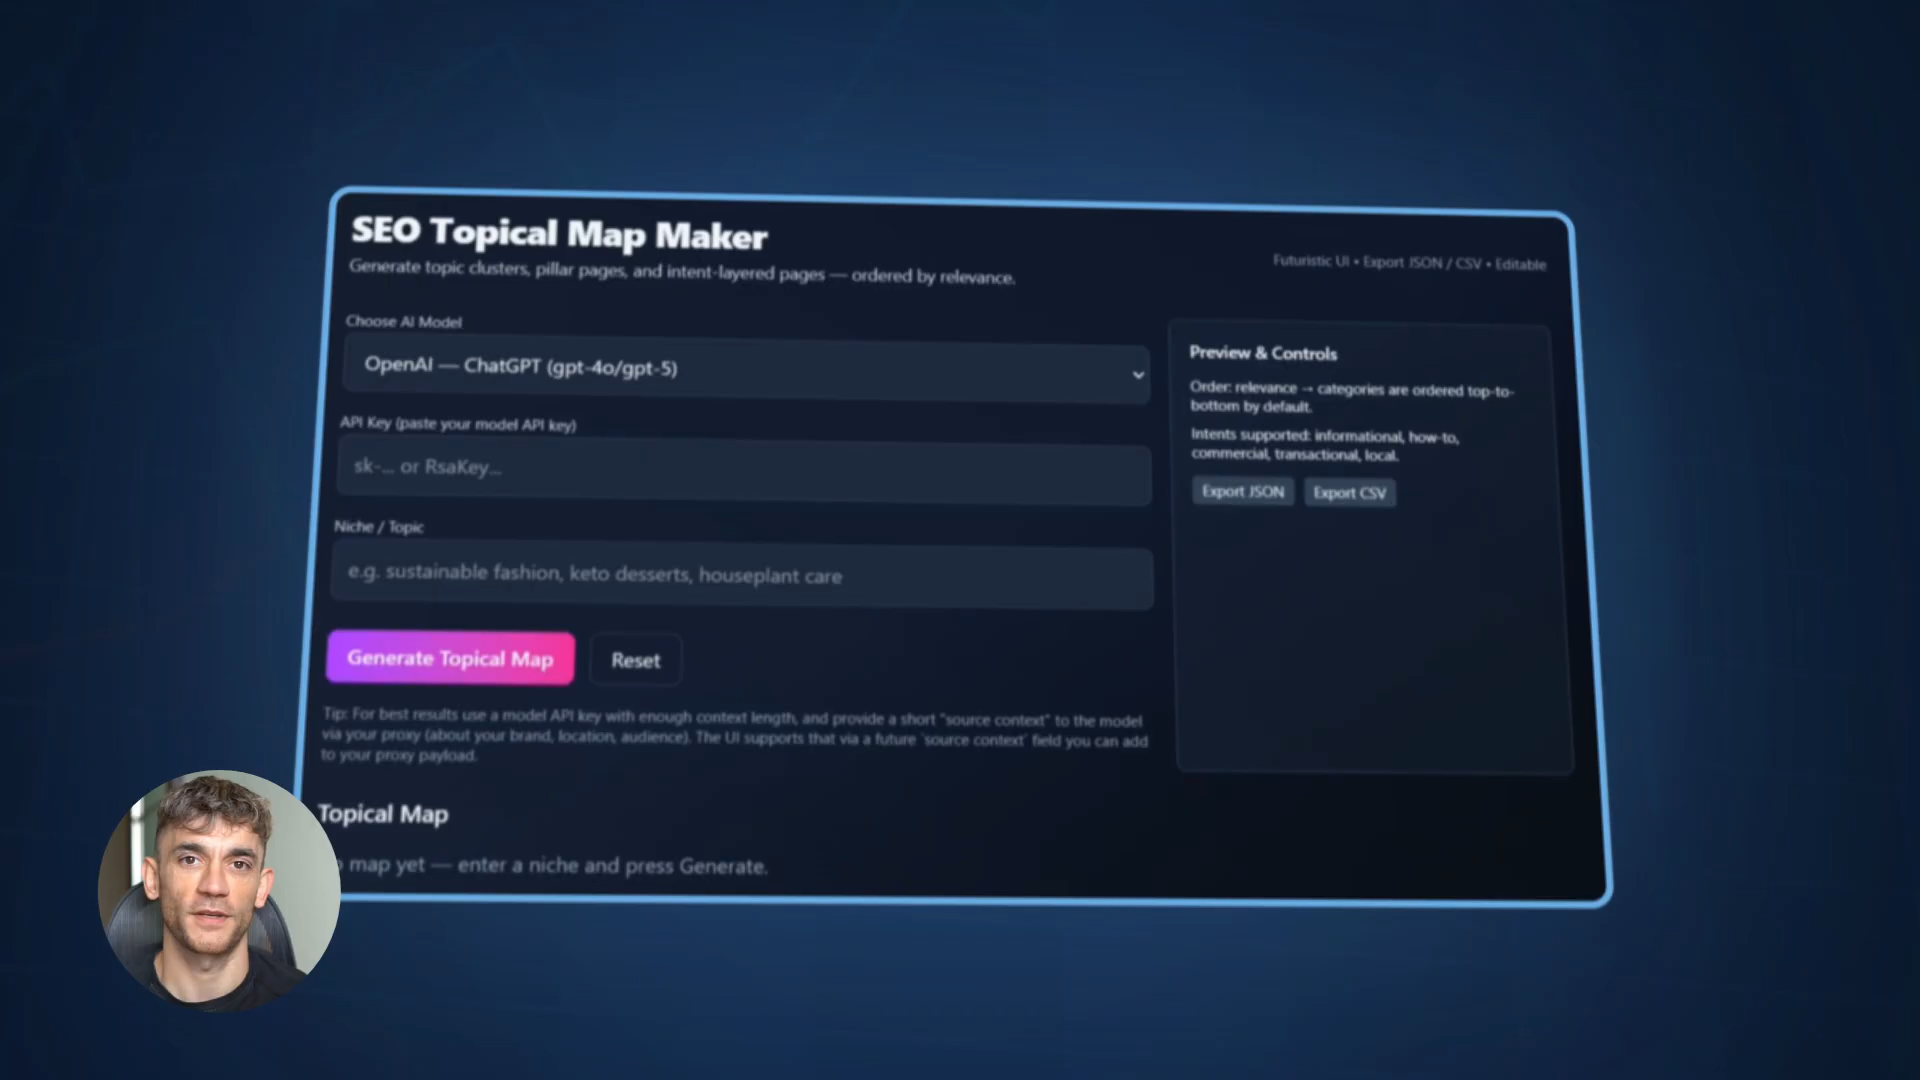 SEO Topical Map Maker
Generate topic clusters, pillar pages, and intent-layered pages — ordered by relevance.
Futuristic UI • Export JSON / CSV • Editable
Choose AI Model
OpenAI — ChatGPT (gpt-4o/gpt-5)
API Key (paste your model API key)
sk-... or RsaKey...
Niche / Topic
e.g. sustainable fashion, keto desserts, houseplant care
Generate Topical Map
Reset
Tip: For best results use a model API key with enough context length, and provide a short "source context" to the model
via your proxy (about your brand, location, audience). The UI supports that via a future `source context` field you can add
to your proxy payload.
Preview & Controls
Order: relevance → categories are ordered top-to-
bottom by default.
Intents supported: informational, how-to,
commercial, transactional, local.
Export JSON
Export CSV
Topical Map
map yet — enter a niche and press Generate.